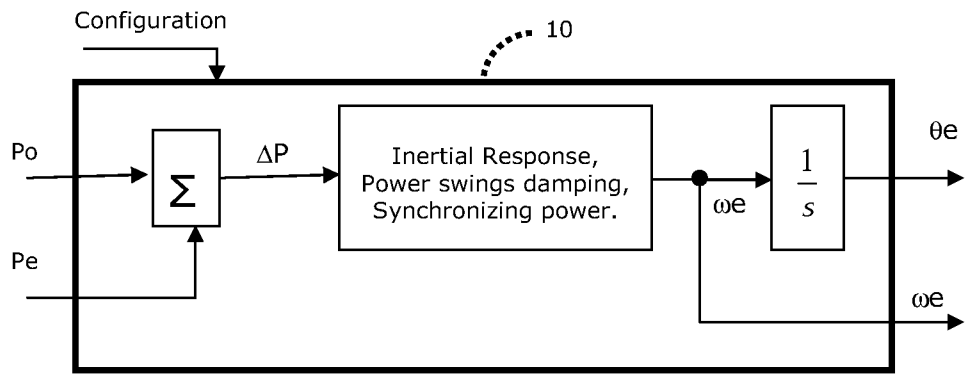 Configuration
10
Po
ΔP
Σ
Inertial Response,
Power swings damping,
Synchronizing power.
ωe
1
s
θe
Pe
ωe